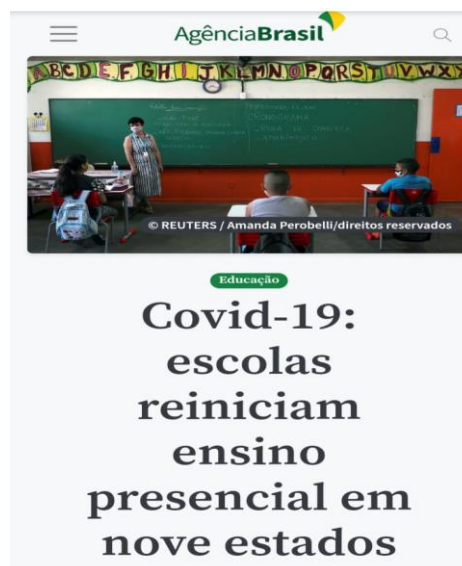 AgênciaBrasil
ABCDEFGHIJKLMNOPQRSTUVWXY
© REUTERS / Amanda Perobelli/direitos reservados
Educação
Covid-19:
escolas
reiniciam
ensino
presencial em
nove estados